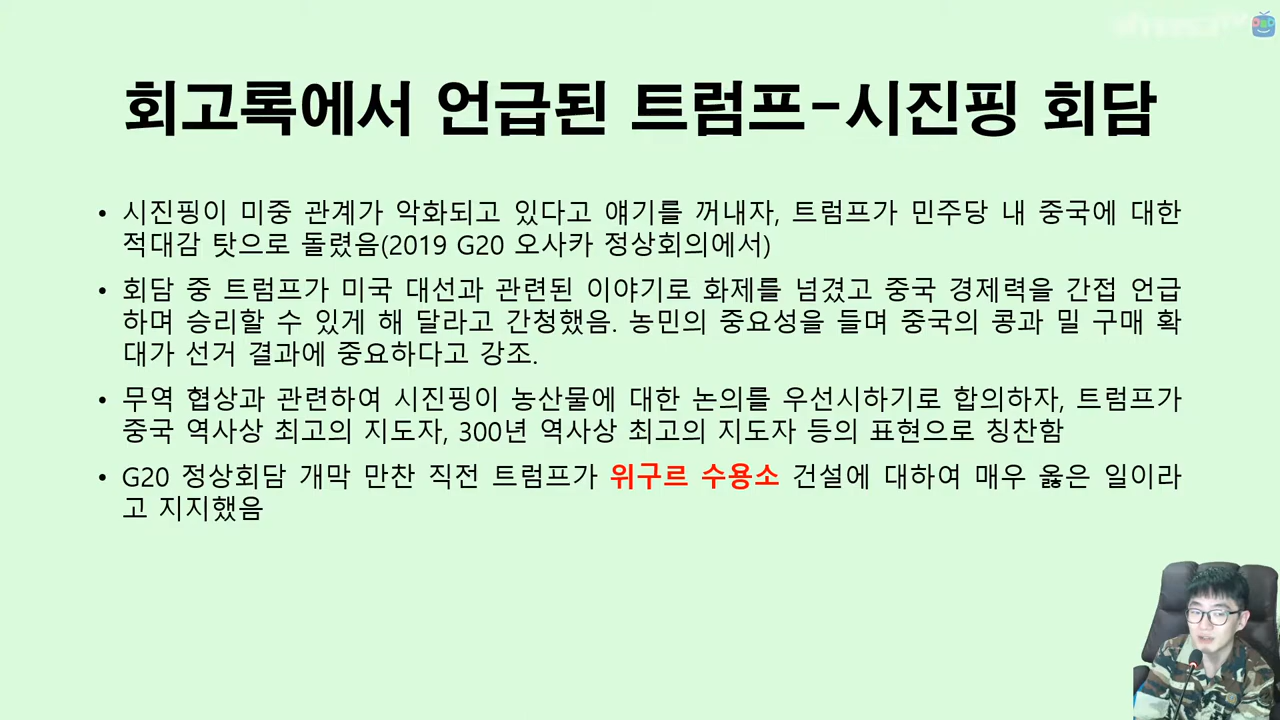 회고록에서 언급된 트럼프-시진핑 회담
• 시진핑이 미중 관계가 악화되고 있다고 얘기를 꺼내자, 트럼프가 민주당 내 중국에 대한
적대감 탓으로 돌렸음(2019 G20 오사카 정상회의에서)
• 회담 중 트럼프가 미국 대선과 관련된 이야기로 화제를 넘겼고 중국 경제력을 간접 언급
하며 승리할 수 있게 해 달라고 간청했음. 농민의 중요성을 들며 중국의 콩과 밀 구매 확
대가 선거 결과에 중요하다고 강조.
• 무역 협상과 관련하여 시진핑이 농산물에 대한 논의를 우선시하기로 합의하자, 트럼프가
중국 역사상 최고의 지도자, 300년 역사상 최고의 지도자 등의 표현으로 칭찬함
• G20 정상회담 개막 만찬 직전 트럼프가 위구르 수용소 건설에 대하여 매우 옳은 일이라
고 지지했음